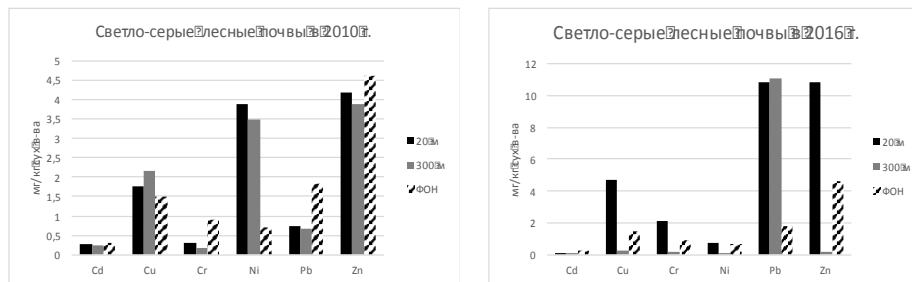 Светло-серые лесные почвы в 2010 г.
мг/кг сух в-ва
5
4,5
4
3,5
3
2,5
2
1,5
1
0,5
0
Cd Cu Cr Ni Pb Zn
20 м
300 м
ФОН
Светло-серые лесные почвы в 2016 г.
мг/кг сух в-ва
12
10
8
6
4
2
0
Cd Cu Cr Ni Pb Zn
20 м
300 м
ФОН